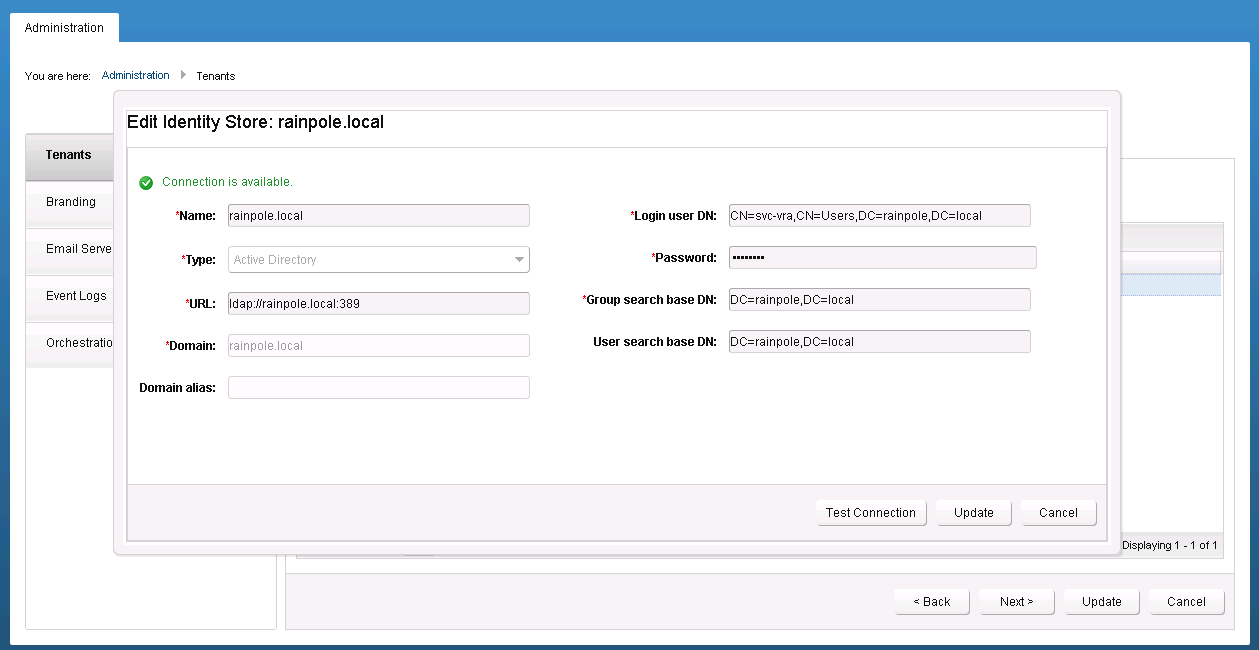 Administration
You are here: Administration Tenants
Edit Identity Store: rainpole.local
Tenants
Branding
Email Serve
Event Logs
Orchestratio
Connection is available.
*Name: rainpole.local
*Type: Active Directory
*URL: ldap://rainpole.local:389
*Domain: rainpole.local
Domain alias:
*Login user DN: CN=svc-vra,CN=Users,DC=rainpole,DC=local
*Password: ••••••••
*Group search base DN: DC=rainpole,DC=local
User search base DN: DC=rainpole,DC=local
Test Connection Update Cancel
Displaying 1 - 1 of 1
< Back Next > Update Cancel